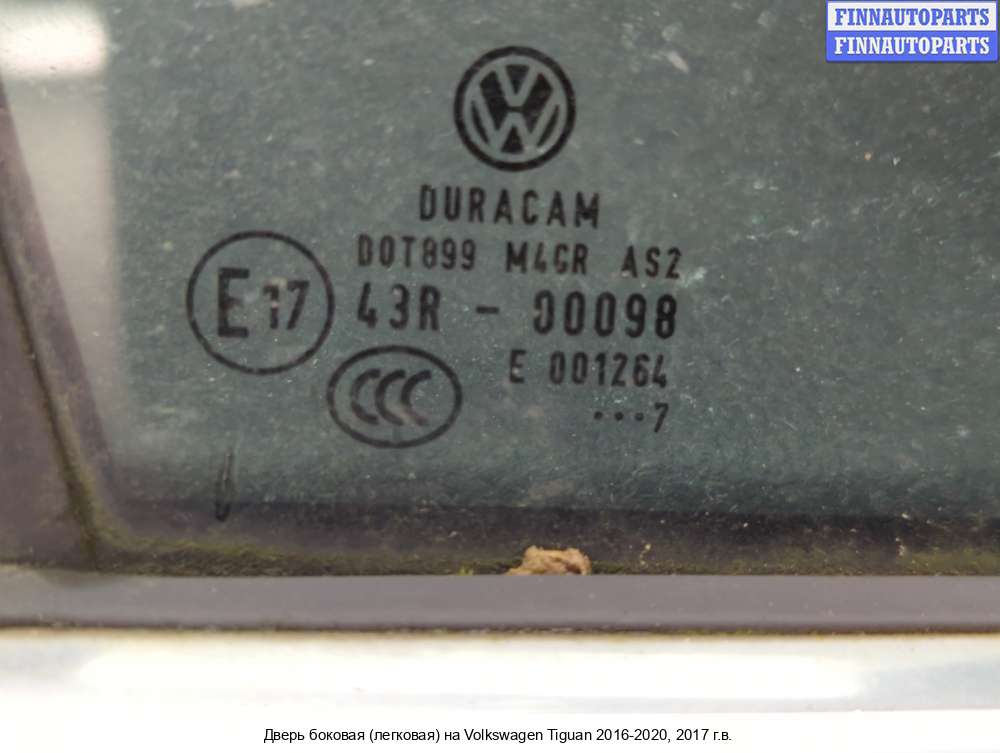 FINNAUTOPARTS
FINNAUTOPARTS
DURACAM
DOT899 M4GR AS2
E 17 43R - 00098
CCC
E 001264
•••7
Дверь боковая (легковая) на Volkswagen Tiguan 2016-2020, 2017 г.в.